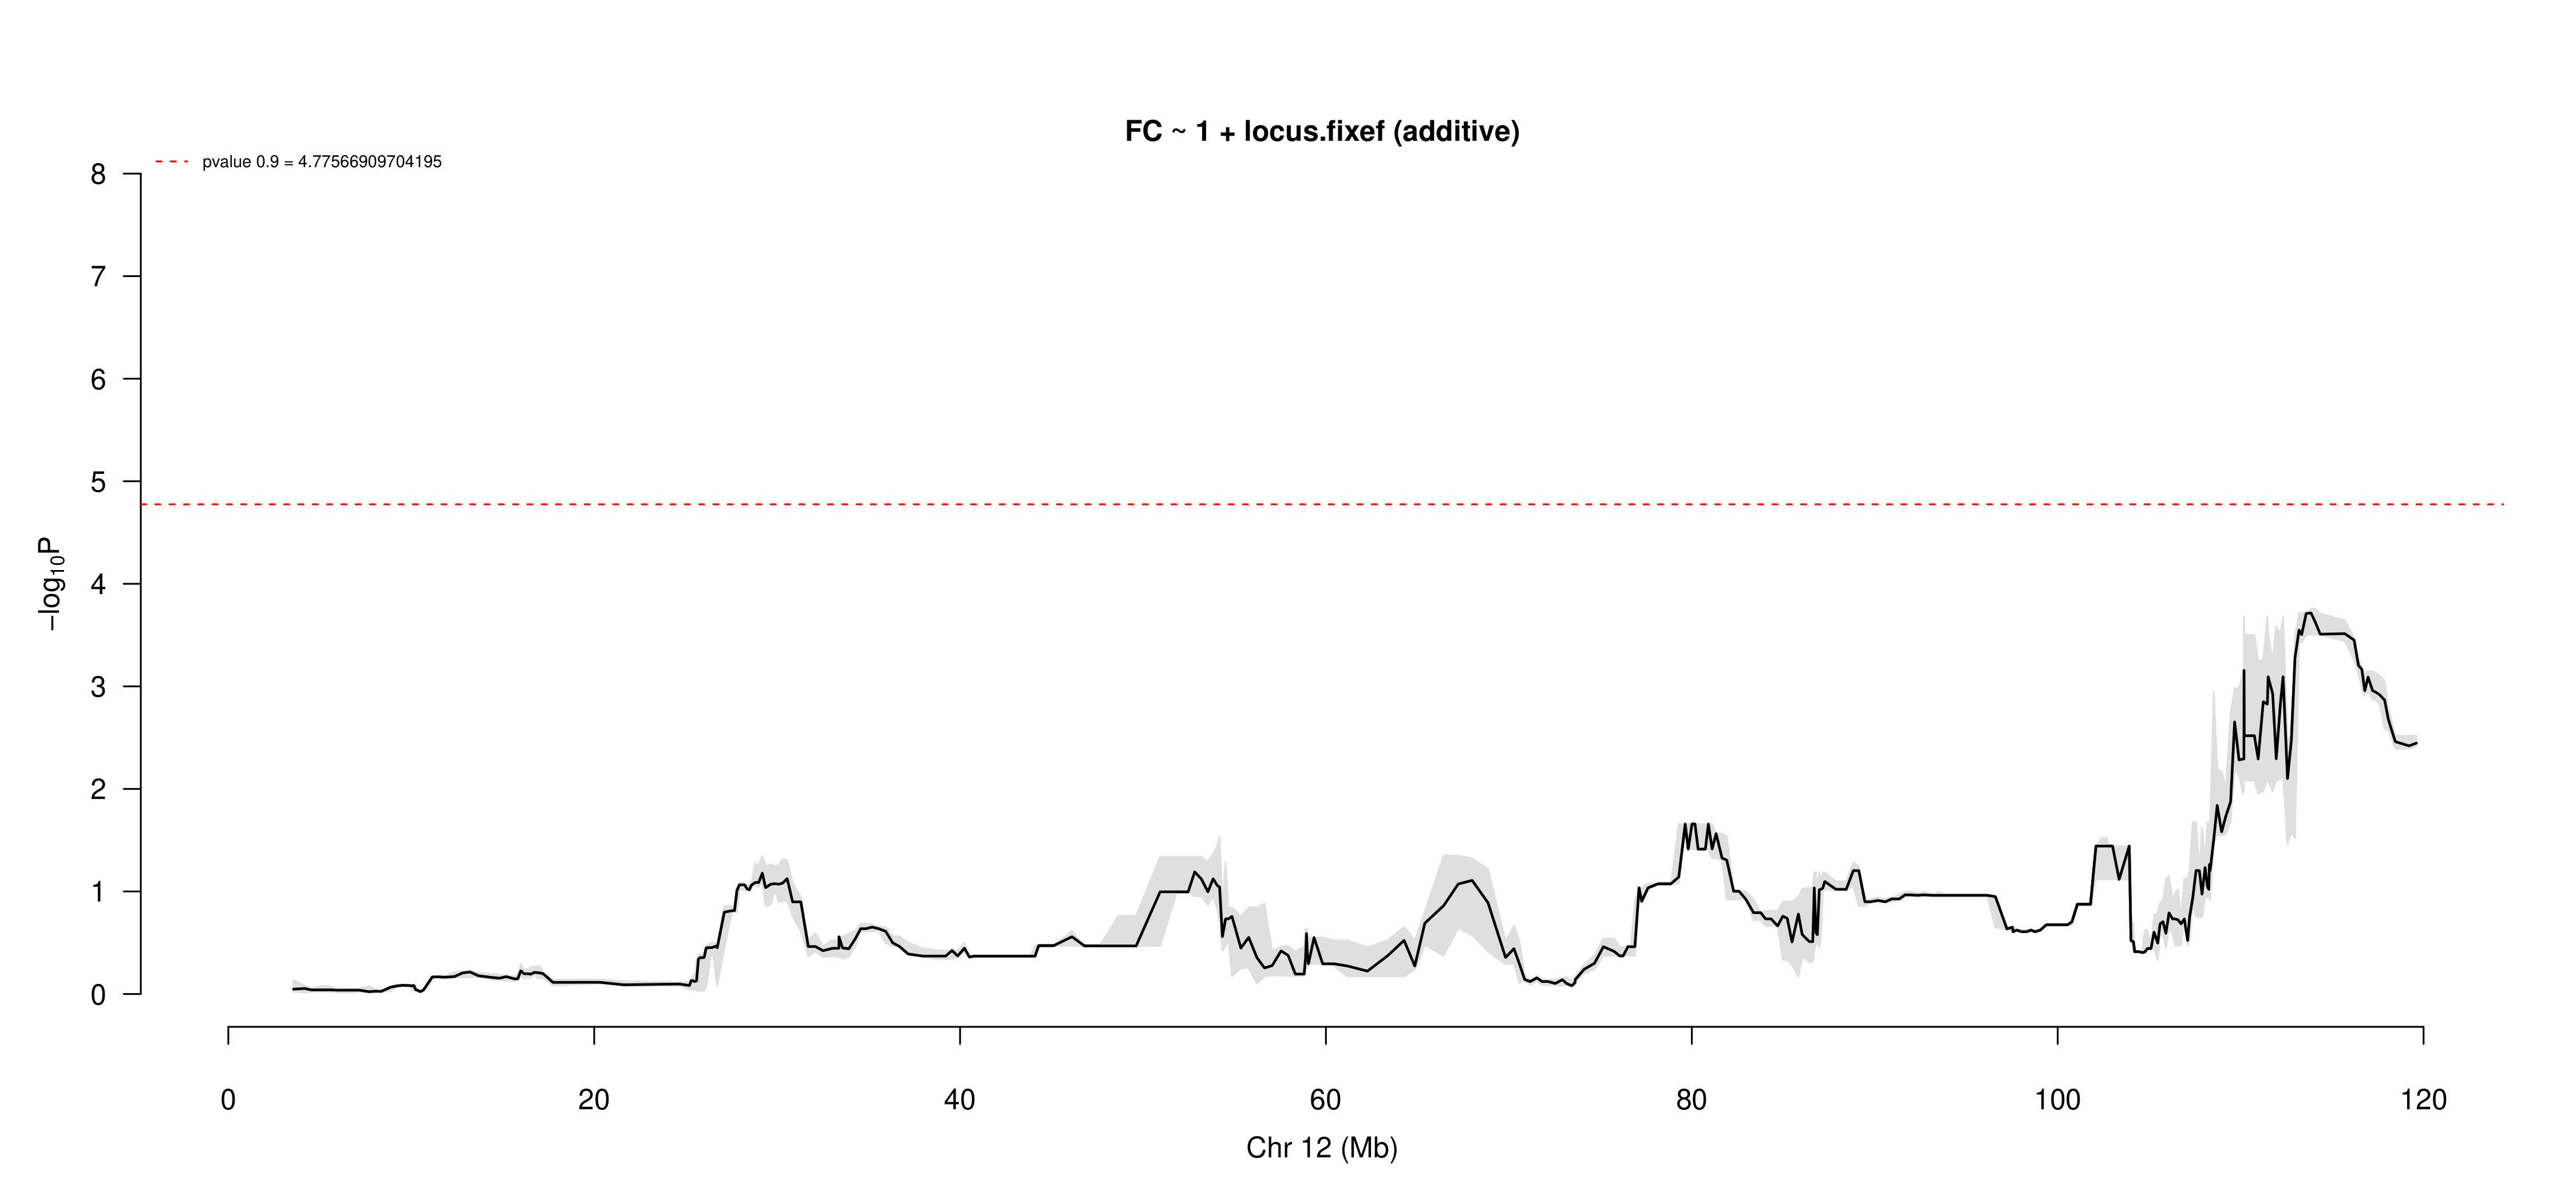 FC ~ 1 + locus.fixef (additive)
pvalue 0.9 = 4.77566909704195
8
7
6
5
4
3
2
1
0
−log10P
0 20 40 60 80 100 120
Chr 12 (Mb)